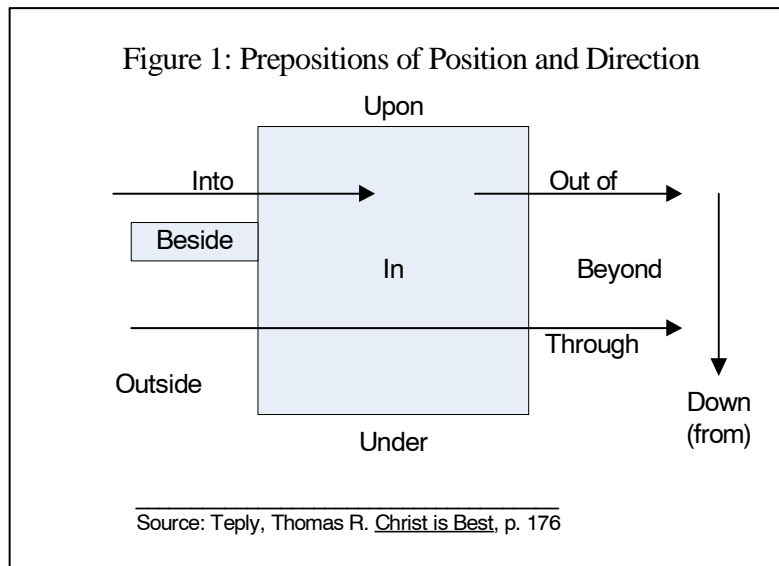 Figure 1: Prepositions of Position and Direction
Upon
Into
Out of
Beside
In
Beyond
Through
Outside
Down
(from)
Under
Source: Teply, Thomas R. Christ is Best, p. 176